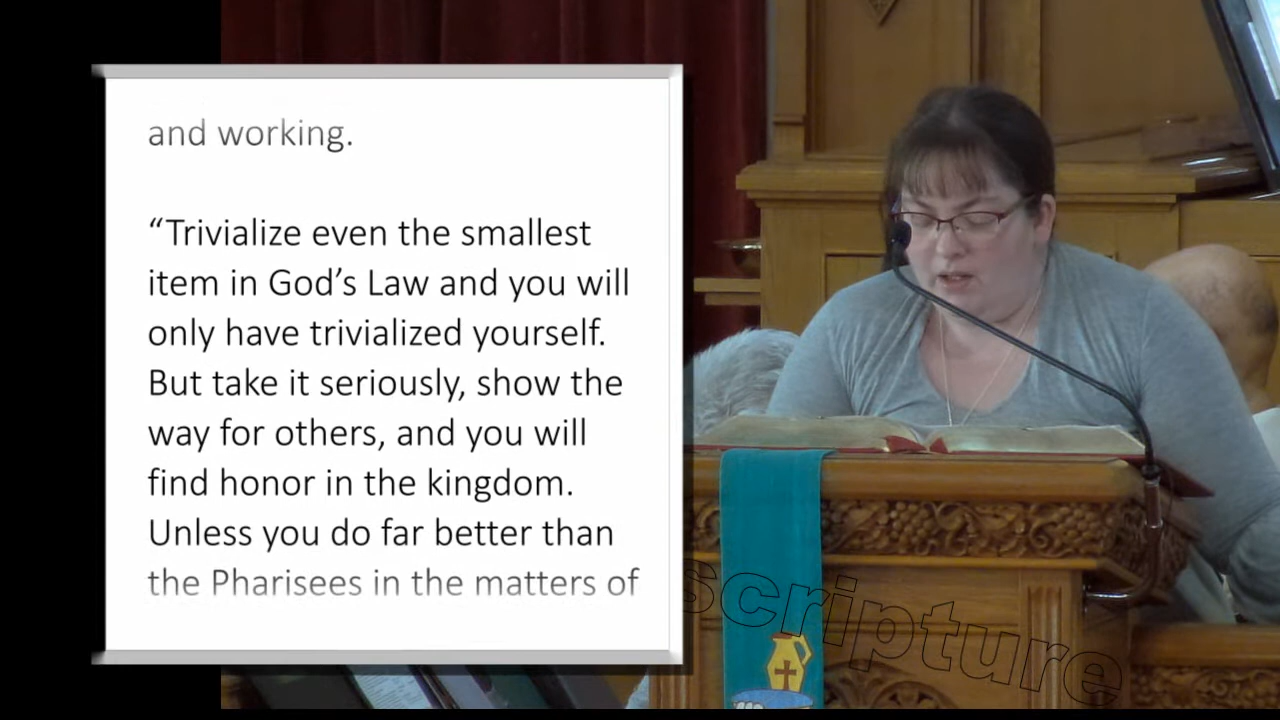 and working.
“Trivialize even the smallest
item in God’s Law and you will
only have trivialized yourself.
But take it seriously, show the
way for others, and you will
find honor in the kingdom.
Unless you do far better than
the Pharisees in the matters of
scripture